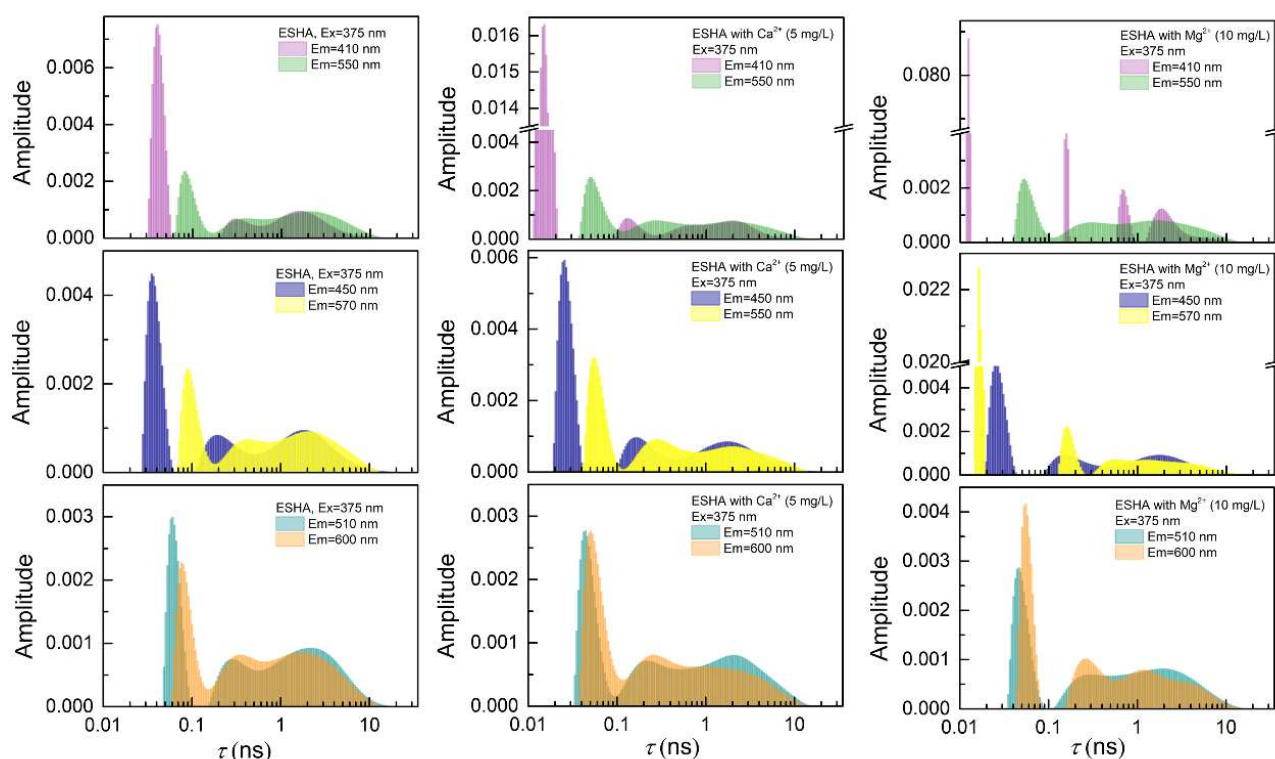 ESHA, Ex=375 nm
Em=410 nm
Em=550 nm
0.006
0.004
0.002
0.000
Amplitude
ESHA with Ca²⁺ (5 mg/L)
Ex=375 nm
Em=410 nm
Em=550 nm
0.016
0.015
0.014
0.004
0.002
0.000
Amplitude
ESHA with Mg²⁺ (10 mg/L)
Ex=375 nm
Em=410 nm
Em=550 nm
0.080
0.002
0.000
Amplitude
ESHA, Ex=375 nm
Em=450 nm
Em=570 nm
0.004
0.002
0.000
Amplitude
ESHA with Ca²⁺ (5 mg/L)
Ex=375 nm
Em=450 nm
Em=550 nm
0.006
0.004
0.002
0.000
Amplitude
ESHA with Mg²⁺ (10 mg/L)
Ex=375 nm
Em=450 nm
Em=570 nm
0.022
0.020
0.004
0.002
0.000
Amplitude
ESHA, Ex=375 nm
Em=510 nm
Em=600 nm
0.003
0.002
0.001
0.000
Amplitude
0.01 0.1 1 10
τ (ns)
ESHA with Ca²⁺ (5 mg/L)
Ex=375 nm
Em=510 nm
Em=600 nm
0.003
0.002
0.001
0.000
Amplitude
0.01 0.1 1 10
τ (ns)
ESHA with Mg²⁺ (10 mg/L)
Ex=375 nm
Em=510 nm
Em=600 nm
0.004
0.003
0.002
0.001
0.000
Amplitude
0.01 0.1 1 10
τ (ns)